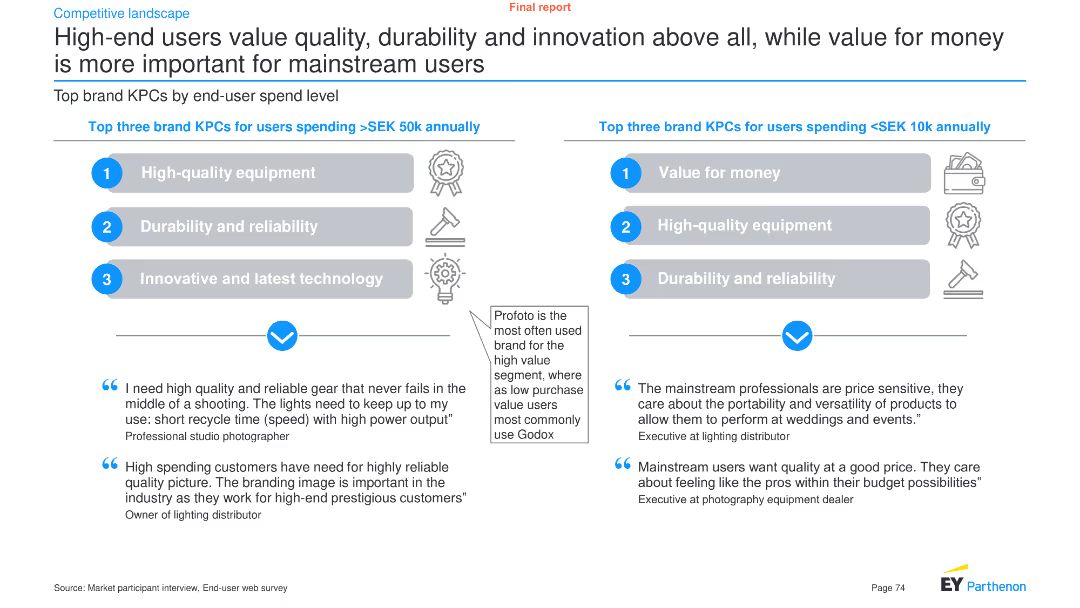 Final report
Competitive landscape
High-end users value quality, durability and innovation above all, while value for money
is more important for mainstream users
Top brand KPCs by end-user spend level
Top three brand KPCs for users spending >SEK 50k annually
1 High-quality equipment
2 Durability and reliability
3 Innovative and latest technology
“ I need high quality and reliable gear that never fails in the
middle of a shooting. The lights need to keep up to my
use: short recycle time (speed) with high power output”
Professional studio photographer
“ High spending customers have need for highly reliable
quality picture. The branding image is important in the
industry as they work for high-end prestigious customers”
Owner of lighting distributor
Profoto is the
most often used
brand for the
high value
segment, where
as low purchase
value users
most commonly
use Godox
Top three brand KPCs for users spending <SEK 10k annually
1 Value for money
2 High-quality equipment
3 Durability and reliability
“ The mainstream professionals are price sensitive, they
care about the portability and versatility of products to
allow them to perform at weddings and events.”
Executive at lighting distributor
“ Mainstream users want quality at a good price. They care
about feeling like the pros within their budget possibilities”
Executive at photography equipment dealer
Source: Market participant interview, End-user web survey
Page 74
EY Parthenon